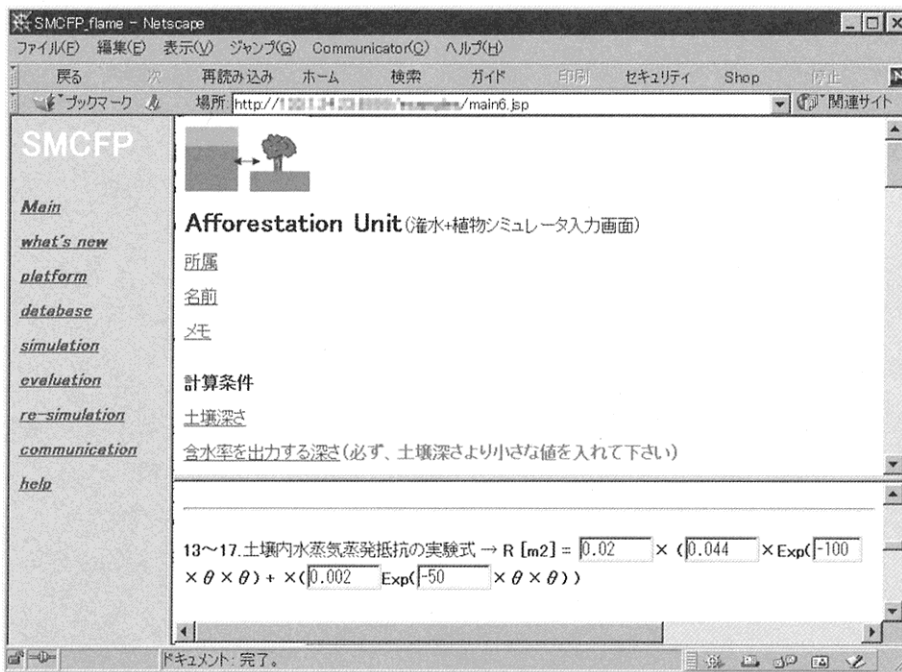 SMCFP_flame - Netscape
ファイル(F) 編集(E) 表示(V) ジャンプ(G) Communicator(C) ヘルプ(H)
戻る 次 再読み込み ホーム 検索 ガイド 印刷 セキュリティ Shop 停止
ブックマーク 場所: http:// /main6.jsp 関連サイト
SMCFP
Main
what's new
platform
database
simulation
evaluation
re-simulation
communication
help
Afforestation Unit(潅水+植物シミュレータ入力画面)
所属
名前
メモ
計算条件
土壌深さ
含水率を出力する深さ(必ず、土壌深さより小さな値を入れて下さい)
13~17.土壌内水蒸気蒸発抵抗の実験式 → R [m2] = 0.02 × (0.044 ×Exp(-100
×θ×θ) + ×(0.002 Exp(-50 ×θ×θ))
ドキュメント: 完了。